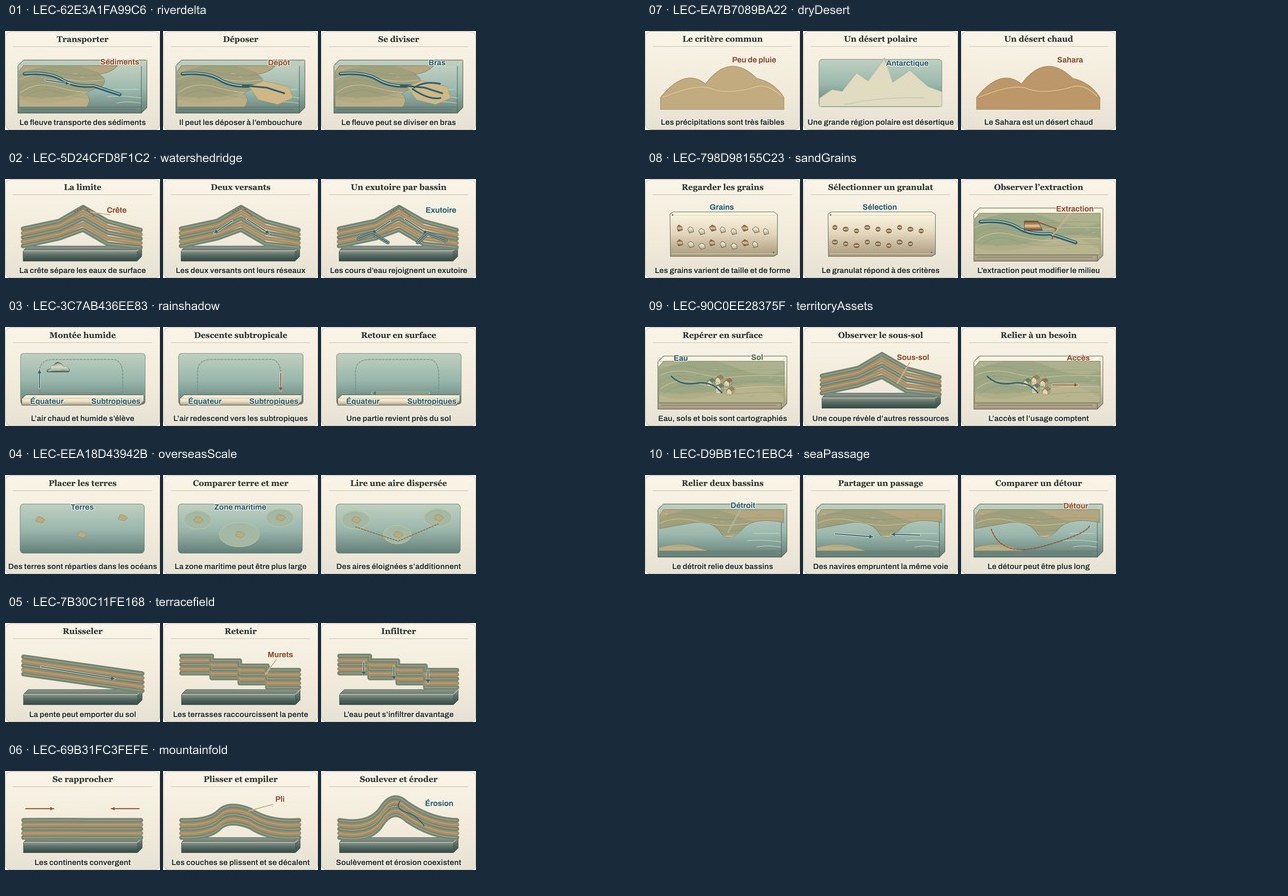 01 · LEC-62E3A1FA99C6 · riverdelta
Transporter
Sédiments
Le fleuve transporte des sédiments
Déposer
Dépôt
Il peut les déposer à l'embouchure
Se diviser
Bras
Le fleuve peut se diviser en bras
02 · LEC-5D24CFD8F1C2 · watershedridge
La limite
Crête
La crête sépare les eaux de surface
Deux versants
Les deux versants ont leurs réseaux
Un exutoire par bassin
Exutoire
Les cours d'eau rejoignent un exutoire
03 · LEC-3C7AB436EE83 · rainshadow
Montée humide
Équateur
Subtropiques
L'air chaud et humide s'élève
Descente subtropicale
Équateur
Subtropiques
L'air redescend vers les subtropiques
Retour en surface
Équateur
Subtropiques
Une partie revient près du sol
04 · LEC-EEA18D43942B · overseasScale
Placer les terres
Terres
Des terres sont réparties dans les océans
Comparer terre et mer
Zone maritime
La zone maritime peut être plus large
Lire une aire dispersée
Des aires éloignées s'additionnent
05 · LEC-7B30C11FE168 · terracefield
Ruisseler
La pente peut emporter du sol
Retenir
Murets
Les terrasses raccourcissent la pente
Infiltrer
L'eau peut s'infiltrer davantage
06 · LEC-69B31FC3FEFE · mountainfold
Se rapprocher
Les continents convergent
Plisser et empiler
Pli
Les couches se plissent et se décalent
Soulever et éroder
Érosion
Soulèvement et érosion coexistent
07 · LEC-EA7B7089BA22 · dryDesert
Le critère commun
Peu de pluie
Les précipitations sont très faibles
Un désert polaire
Antarctique
Une grande région polaire est désertique
Un désert chaud
Sahara
Le Sahara est un désert chaud
08 · LEC-798D98155C23 · sandGrains
Regarder les grains
Grains
Les grains varient de taille et de forme
Sélectionner un granulat
Sélection
Le granulat répond à des critères
Observer l'extraction
Extraction
L'extraction peut modifier le milieu
09 · LEC-90C0EE28375F · territoryAssets
Repérer en surface
Eau
Sol
Eau, sols et bois sont cartographiés
Observer le sous-sol
Sous-sol
Une coupe révèle d'autres ressources
Relier à un besoin
Accès
L'accès et l'usage comptent
10 · LEC-D9BB1EC1EBC4 · seaPassage
Relier deux bassins
Détroit
Le détroit relie deux bassins
Partager un passage
Des navires empruntent la même voie
Comparer un détour
Détour
Le détour peut être plus long